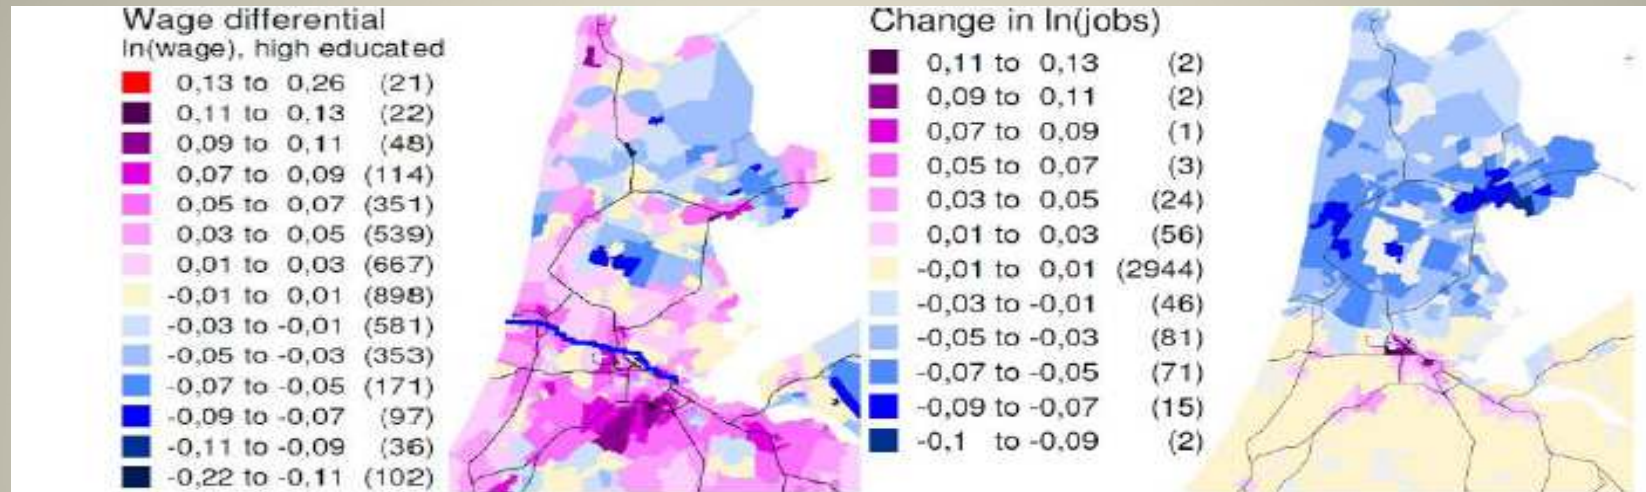 Wage differential
ln(wage), high educated
0,13 to 0,26 (21)
0,11 to 0,13 (22)
0,09 to 0,11 (48)
0,07 to 0,09 (114)
0,05 to 0,07 (351)
0,03 to 0,05 (539)
0,01 to 0,03 (667)
-0,01 to 0,01 (898)
-0,03 to -0,01 (581)
-0,05 to -0,03 (353)
-0,07 to -0,05 (171)
-0,09 to -0,07 (97)
-0,11 to -0,09 (36)
-0,22 to -0,11 (102)
Change in ln(jobs)
0,11 to 0,13 (2)
0,09 to 0,11 (2)
0,07 to 0,09 (1)
0,05 to 0,07 (3)
0,03 to 0,05 (24)
0,01 to 0,03 (56)
-0,01 to 0,01 (2944)
-0,03 to -0,01 (46)
-0,05 to -0,03 (81)
-0,07 to -0,05 (71)
-0,09 to -0,07 (15)
-0,1 to -0,09 (2)